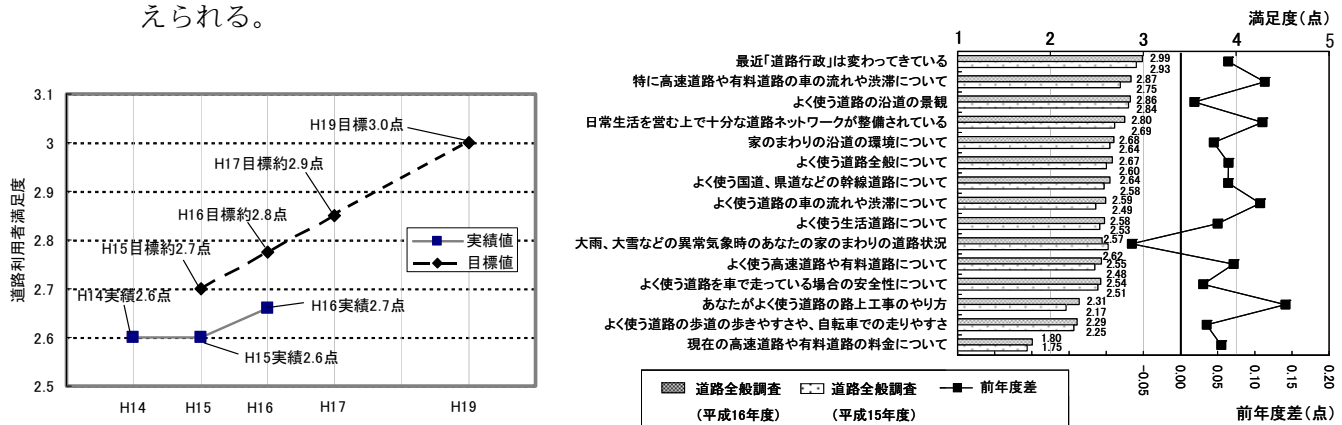 えられる。
3.1
3
2.9
2.8
2.7
2.6
2.5
道路利用者満足度
H14 H15 H16 H17 H19
H19目標3.0点
H17目標約2.9点
H16目標約2.8点
H15目標約2.7点
H14実績2.6点
H16実績2.7点
H15実績2.6点
実績値
目標値
満足度(点)
1 2 3 4 5
最近「道路行政」は変わってきている 2.99 2.93
特に高速道路や有料道路の車の流れや渋滞について 2.87 2.75
よく使う道路の沿道の景観 2.86 2.84
日常生活を営む上で十分な道路ネットワークが整備されている 2.80 2.69
家のまわりの沿道の環境について 2.68 2.64
よく使う道路全般について 2.67 2.60
よく使う国道、県道などの幹線道路について 2.64 2.58
よく使う道路の車の流れや渋滞について 2.59 2.49
よく使う生活道路について 2.58 2.53
大雨、大雪などの異常気象時のあなたの家のまわりの道路状況 2.57 2.62
よく使う高速道路や有料道路について 2.55 2.48
よく使う道路を車で走っている場合の安全性について 2.54 2.51
あなたがよく使う道路の路上工事のやり方 2.31 2.17
よく使う道路の歩道の歩きやすさや、自転車での走りやすさ 2.29 2.25
現在の高速道路や有料道路の料金について 1.80 1.75
-0.05 0.00 0.05 0.10 0.15 0.20
前年度差(点)
道路全般調査 道路全般調査 前年度差
(平成16年度) (平成15年度)